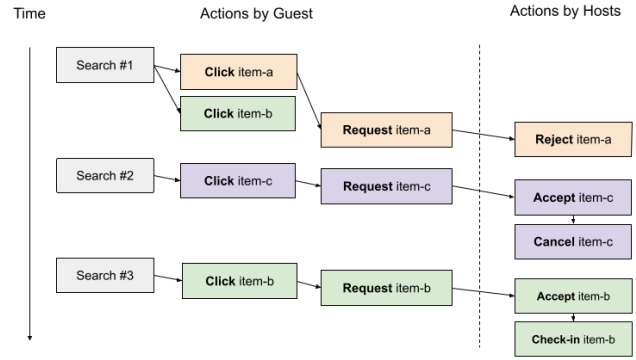 Time
Actions by Guest
Actions by Hosts
Search #1
Click item-a
Click item-b
Request item-a
Reject item-a
Search #2
Click item-c
Request item-c
Accept item-c
Cancel item-c
Search #3
Click item-b
Request item-b
Accept item-b
Check-in item-b